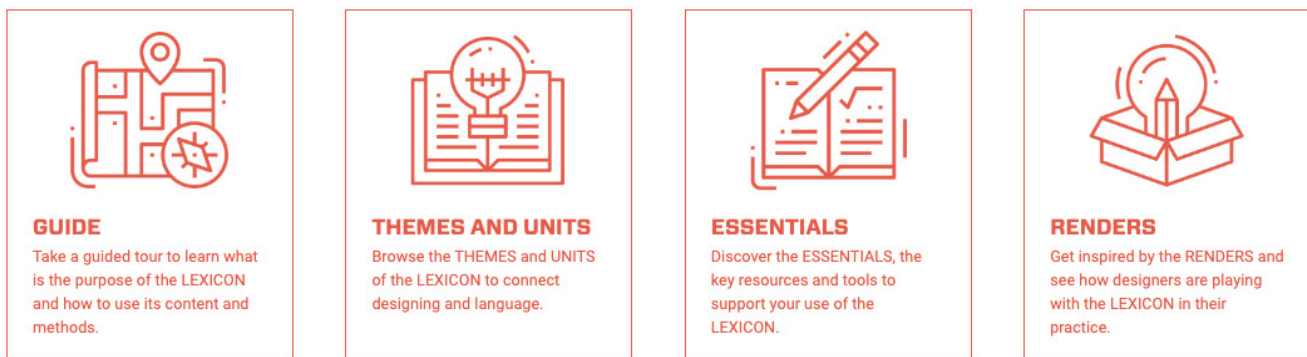 GUIDE
Take a guided tour to learn what
is the purpose of the LEXICON
and how to use its content and
methods.
THEMES AND UNITS
Browse the THEMES and UNITS
of the LEXICON to connect
designing and language.
ESSENTIALS
Discover the ESSENTIALS, the
key resources and tools to
support your use of the
LEXICON.
RENDERS
Get inspired by the RENDERS and
see how designers are playing
with the LEXICON in their
practice.